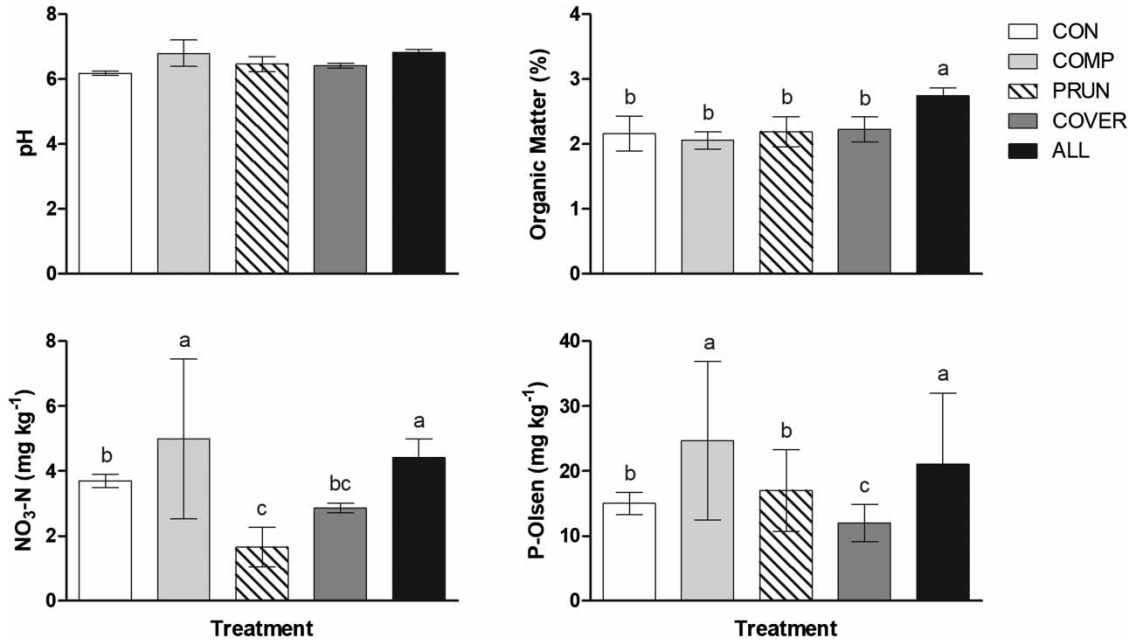 pH
8
6
4
2
0
Organic Matter (%)
4
3
2
1
0
b
b
b
b
a
CON
COMP
PRUN
COVER
ALL
NO₃-N (mg kg⁻¹)
8
6
4
2
0
b
a
c
bc
a
Treatment
P-Olsen (mg kg⁻¹)
40
30
20
10
0
b
a
b
c
a
Treatment